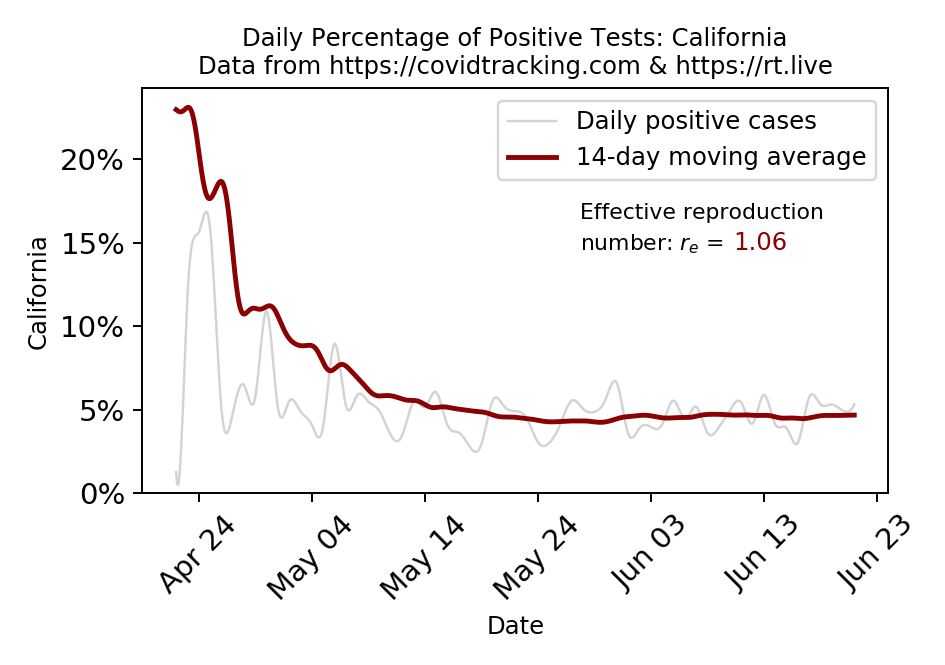 Daily Percentage of Positive Tests: California
Data from https://covidtracking.com & https://rt.live
Daily positive cases
14-day moving average
Effective reproduction
number: rₑ = 1.06
California
20%
15%
10%
5%
0%
Apr 24
May 04
May 14
May 24
Jun 03
Jun 13
Jun 23
Date